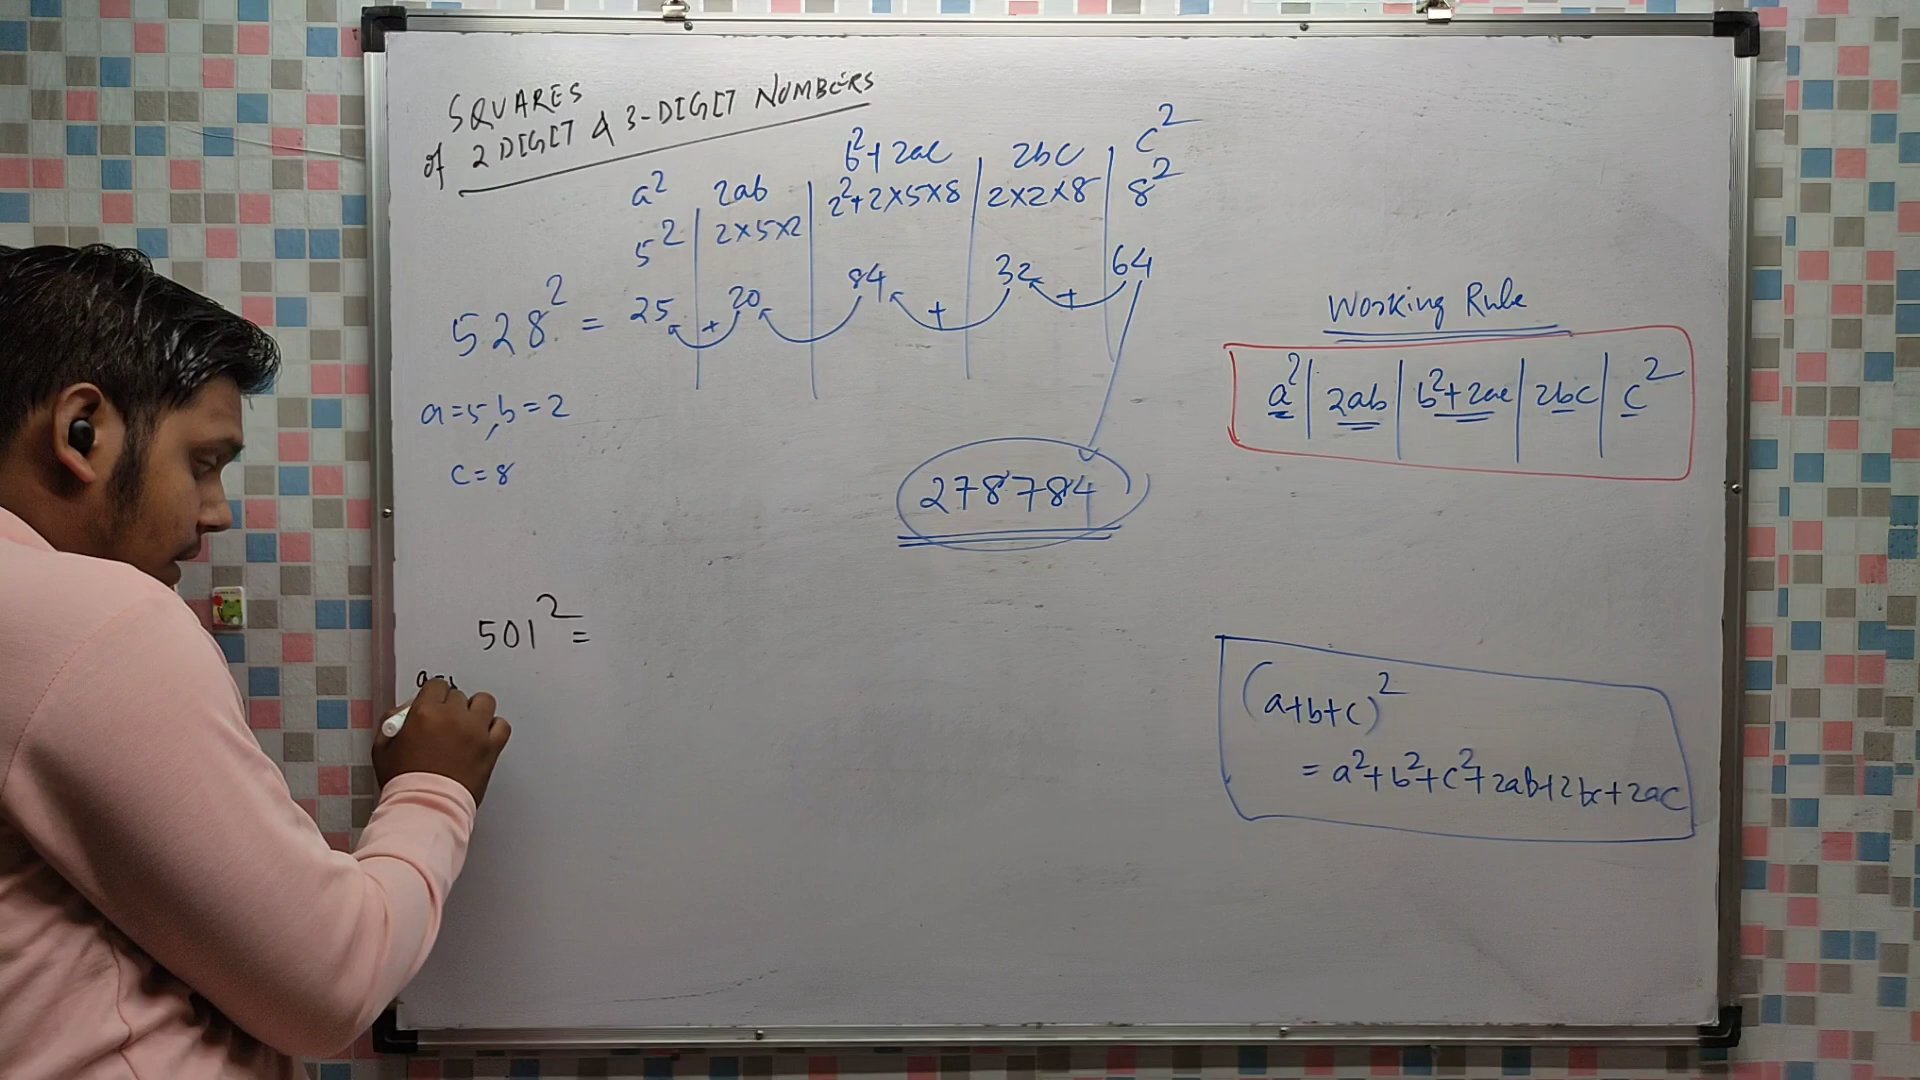 SQUARES
of 2 DIGIT & 3-DIGIT NUMBERS
a² 2ab | b²+2ac | 2bc | c²
5² | 2×5×2 | 2²+2×5×8 | 2×2×8 | 8²
528² = 25 + 20 84 + 32 + 64
a=5, b=2
c=8
278784
Working Rule
a² | 2ab | b²+2ac | 2bc | c²
501² =
a=
(a+b+c)²
= a²+b²+c²+2ab+2bc+2ac